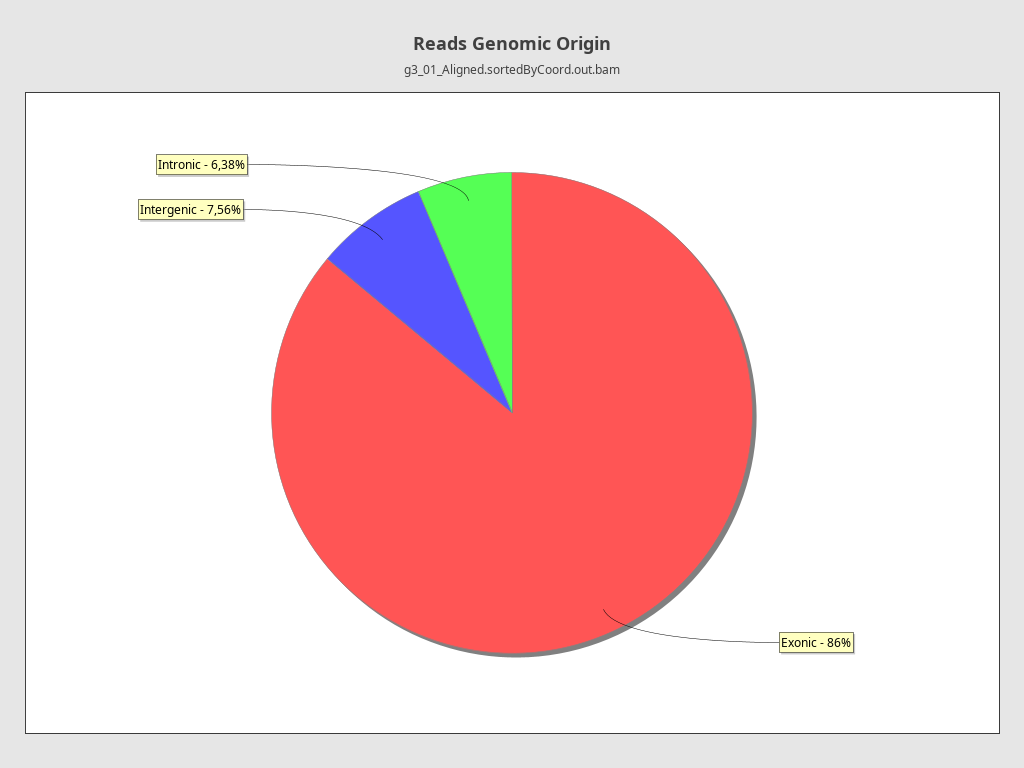 Reads Genomic Origin
g3_01_Aligned.sortedByCoord.out.bam
Intronic - 6,38%
Intergenic - 7,56%
Exonic - 86%